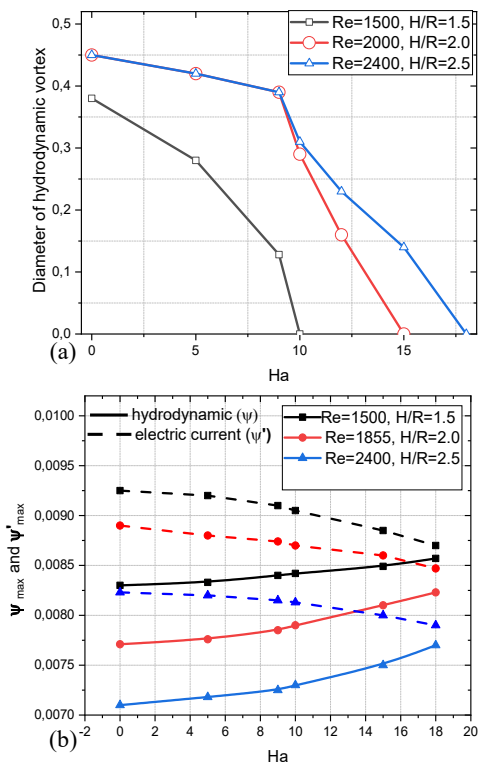 Re=1500, H/R=1.5
Re=2000, H/R=2.0
Re=2400, H/R=2.5
Diameter of hydrodynamic vortex
0,5
0,4
0,3
0,2
0,1
0,0
0 5 10 15
(a)
Ha
hydrodynamic (ψ)
electric current (ψ')
Re=1500, H/R=1.5
Re=1855, H/R=2.0
Re=2400, H/R=2.5
ψ max and ψ'max
0,0100
0,0095
0,0090
0,0085
0,0080
0,0075
0,0070
-2 0 2 4 6 8 10 12 14 16 18 20
(b)
Ha